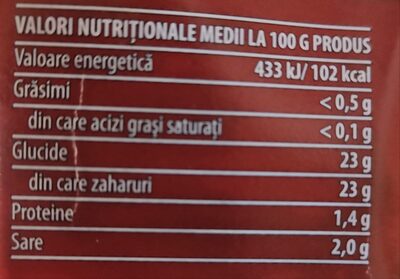 VALORI NUTRIȚIONALE MEDII LA 100 G PRODUS
Valoare energetică 433 kJ/ 102 kcal
Grăsimi < 0,5 g
din care acizi grași saturați < 0,1 g
Glucide 23 g
din care zaharuri 23 g
Proteine 1,4 g
Sare 2,0 g